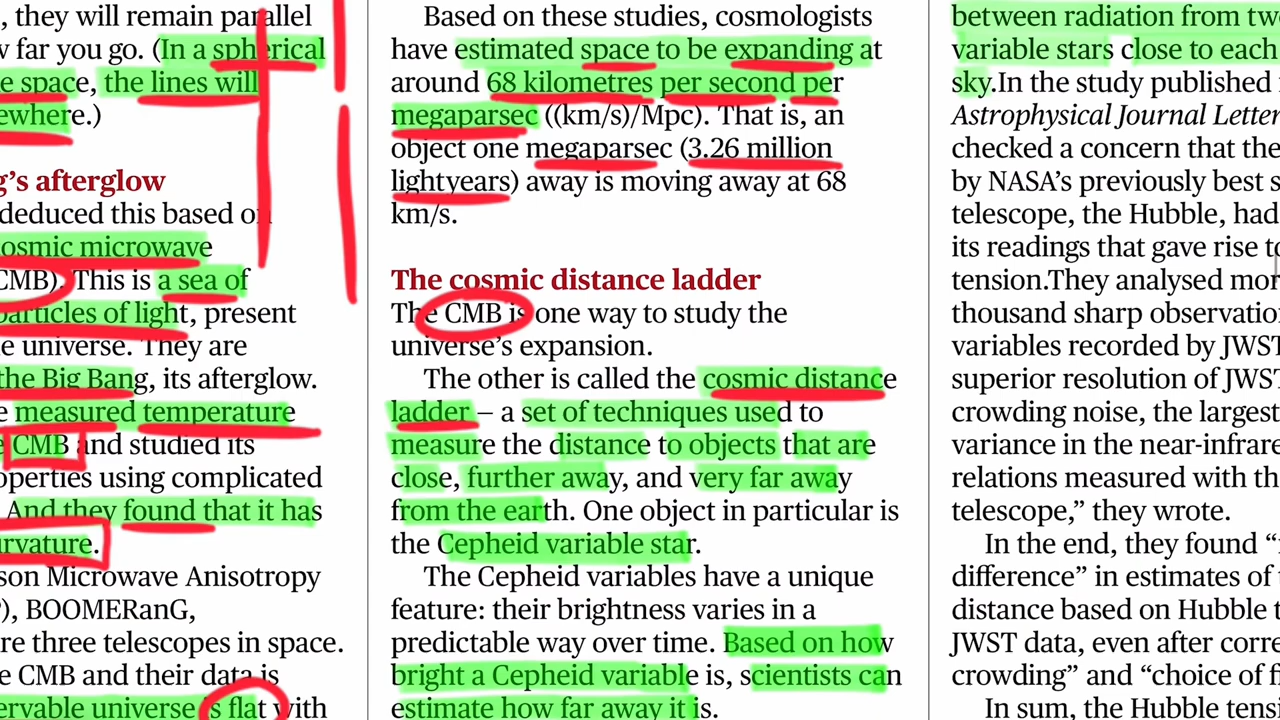 , they will remain parallel
far you go. (In a spherical
space, the lines will
ewhere.)
g's afterglow
deduced this based on
osmic microwave
CMB). This is a sea of
particles of light, present
e universe. They are
the Big Bang, its afterglow.
e measured temperature
CMB and studied its
operties using complicated
. And they found that it has
urvature.
son Microwave Anisotropy
P), BOOMERanG,
re three telescopes in space.
e CMB and their data is
ervable universe is flat with
Based on these studies, cosmologists
have estimated space to be expanding at
around 68 kilometres per second per
megaparsec ((km/s)/Mpc). That is, an
object one megaparsec (3.26 million
lightyears) away is moving away at 68
km/s.
The cosmic distance ladder
The CMB is one way to study the
universe's expansion.
The other is called the cosmic distance
ladder – a set of techniques used to
measure the distance to objects that are
close, further away, and very far away
from the earth. One object in particular is
the Cepheid variable star.
The Cepheid variables have a unique
feature: their brightness varies in a
predictable way over time. Based on how
bright a Cepheid variable is, scientists can
estimate how far away it is.
between radiation from two
variable stars close to each
sky.In the study published
Astrophysical Journal Letter
checked a concern that the
by NASA's previously best s
telescope, the Hubble, had
its readings that gave rise to
tension.They analysed mor
thousand sharp observatio
variables recorded by JWST
superior resolution of JWST
crowding noise, the largest
variance in the near-infrare
relations measured with th
telescope," they wrote.
In the end, they found "
difference" in estimates of
distance based on Hubble t
JWST data, even after corre
crowding" and "choice of fi
In sum, the Hubble tensi